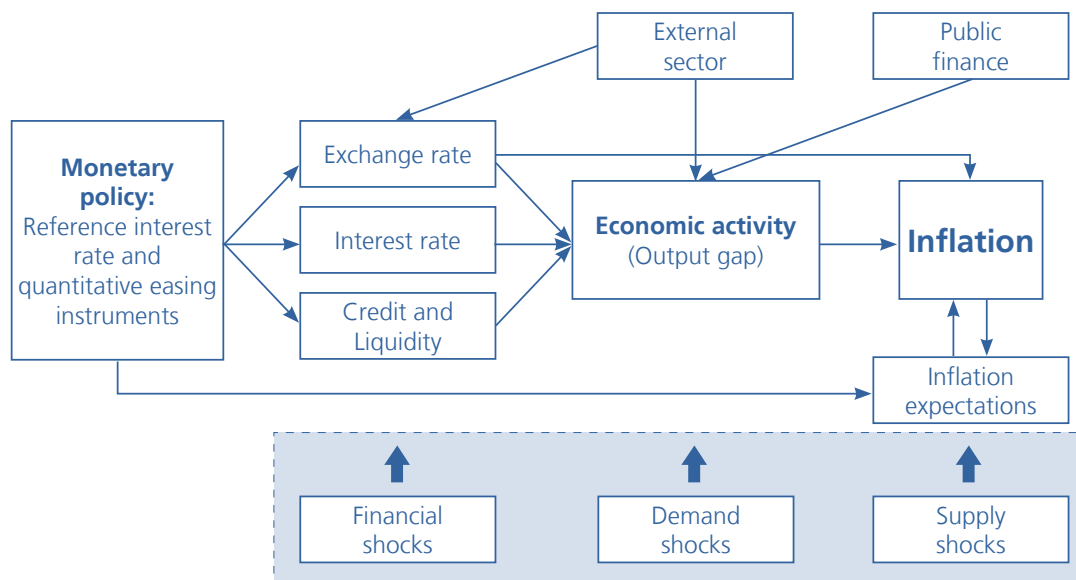 External
sector
Public
finance
Monetary
policy:
Reference interest
rate and
quantitative easing
instruments
Exchange rate
Interest rate
Credit and
Liquidity
Economic activity
(Output gap)
Inflation
Inflation
expectations
Financial
shocks
Demand
shocks
Supply
shocks